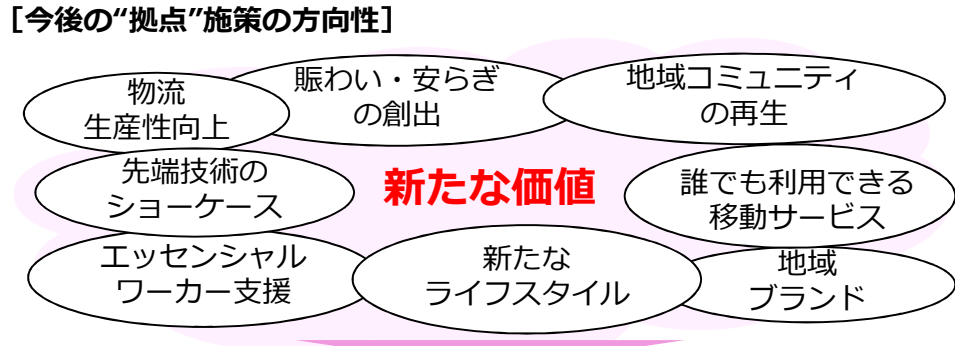 ［今後の“拠点”施策の方向性］
物流
生産性向上
賑わい・安らぎ
の創出
地域コミュニティ
の再生
先端技術の
ショーケース
新たな価値
誰でも利用できる
移動サービス
エッセンシャル
ワーカー支援
新たな
ライフスタイル
地域
ブランド